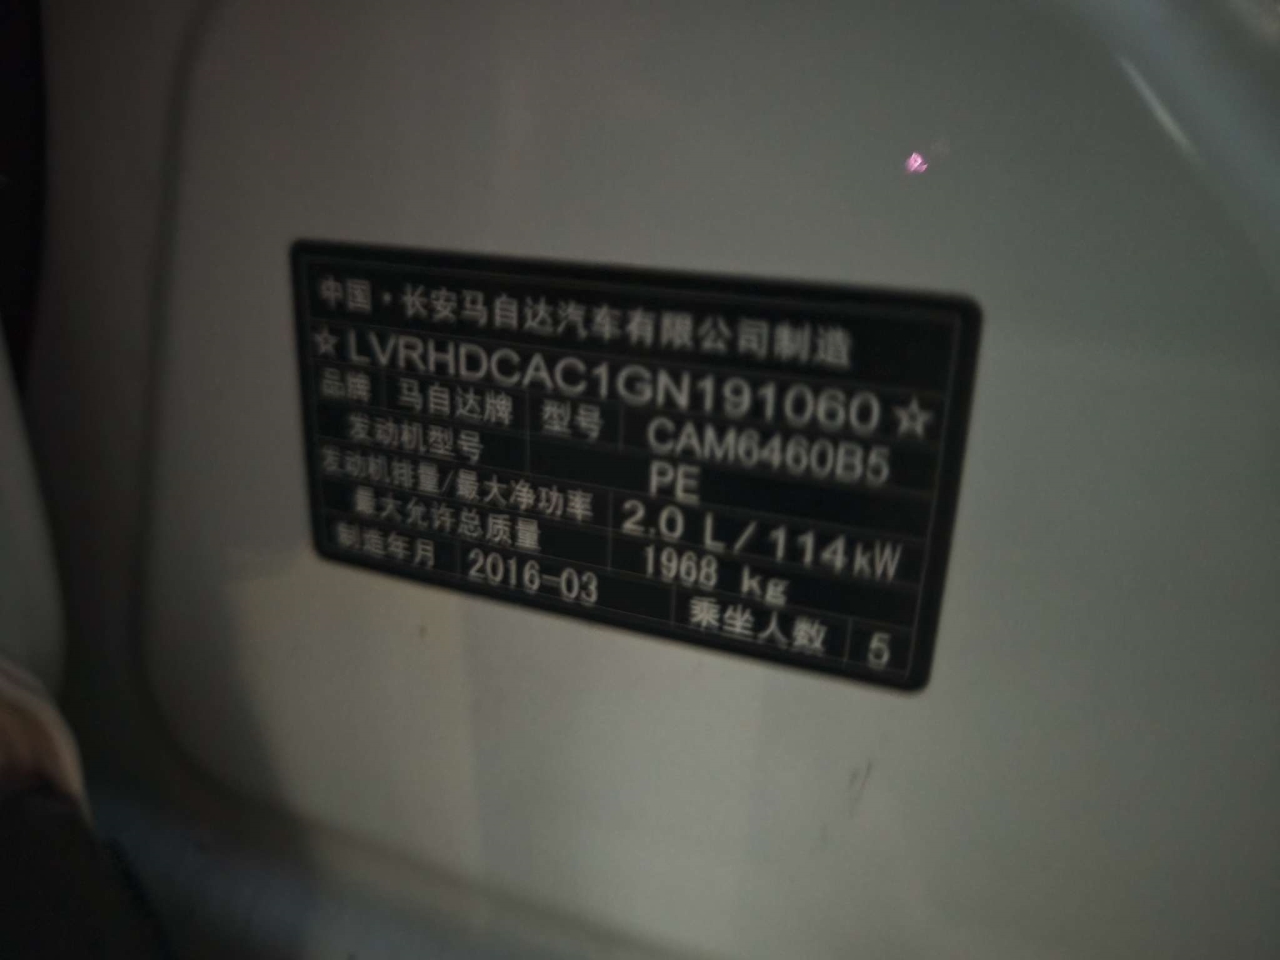 中国·长安马自达汽车有限公司制造
☆LVRHDCAC1GN191060☆
品牌 马自达牌 型号 CAM6460B5
发动机型号 PE
发动机排量/最大净功率 2.0 L/114kW
最大允许总质量 1968 kg
制造年月 2016-03 乘坐人数 5